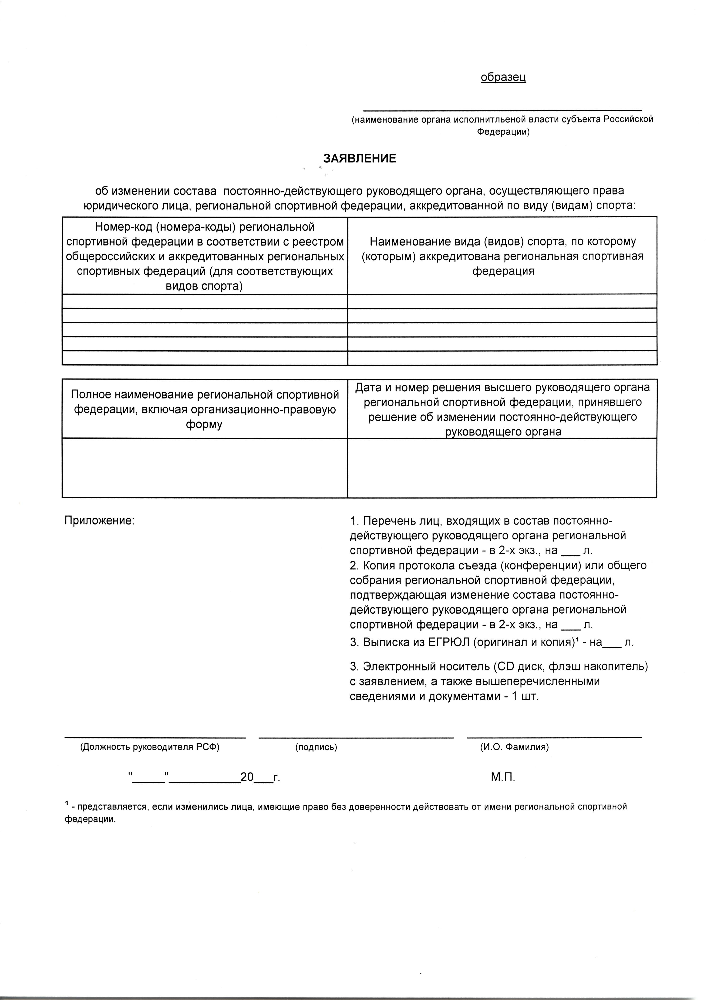 образец
(наименование органа исполнитльеной власти субъекта Российской
Федерации)
ЗАЯВЛЕНИЕ
об изменении состава постоянно-действующего руководящего органа, осуществляющего права
юридического лица, региональной спортивной федерации, аккредитованной по виду (видам) спорта:
Номер-код (номера-коды) региональной
спортивной федерации в соответствии с реестром
общероссийских и аккредитованных региональных
спортивных федераций (для соответствующих
видов спорта)
Наименование вида (видов) спорта, по которому
(которым) аккредитована региональная спортивная
федерация
Полное наименование региональной спортивной
федерации, включая организационно-правовую
форму
Дата и номер решения высшего руководящего органа
региональной спортивной федерации, принявшего
решение об изменении постоянно-действующего
руководящего органа
Приложение:
1. Перечень лиц, входящих в состав постоянно-
действующего руководящего органа региональной
спортивной федерации - в 2-х экз., на ___ л.
2. Копия протокола съезда (конференции) или общего
собрания региональной спортивной федерации,
подтверждающая изменение состава постоянно-
действующего руководящего органа региональной
спортивной федерации - в 2-х экз., на ___ л.
3. Выписка из ЕГРЮЛ (оригинал и копия)¹ - на___ л.
3. Электронный носитель (CD диск, флэш накопитель)
с заявлением, а также вышеперечисленными
сведениями и документами - 1 шт.
(Должность руководителя РСФ) (подпись) (И.О. Фамилия)
"_____"___________20___г. М.П.
¹ - представляется, если изменились лица, имеющие право без доверенности действовать от имени региональной спортивной
федерации.